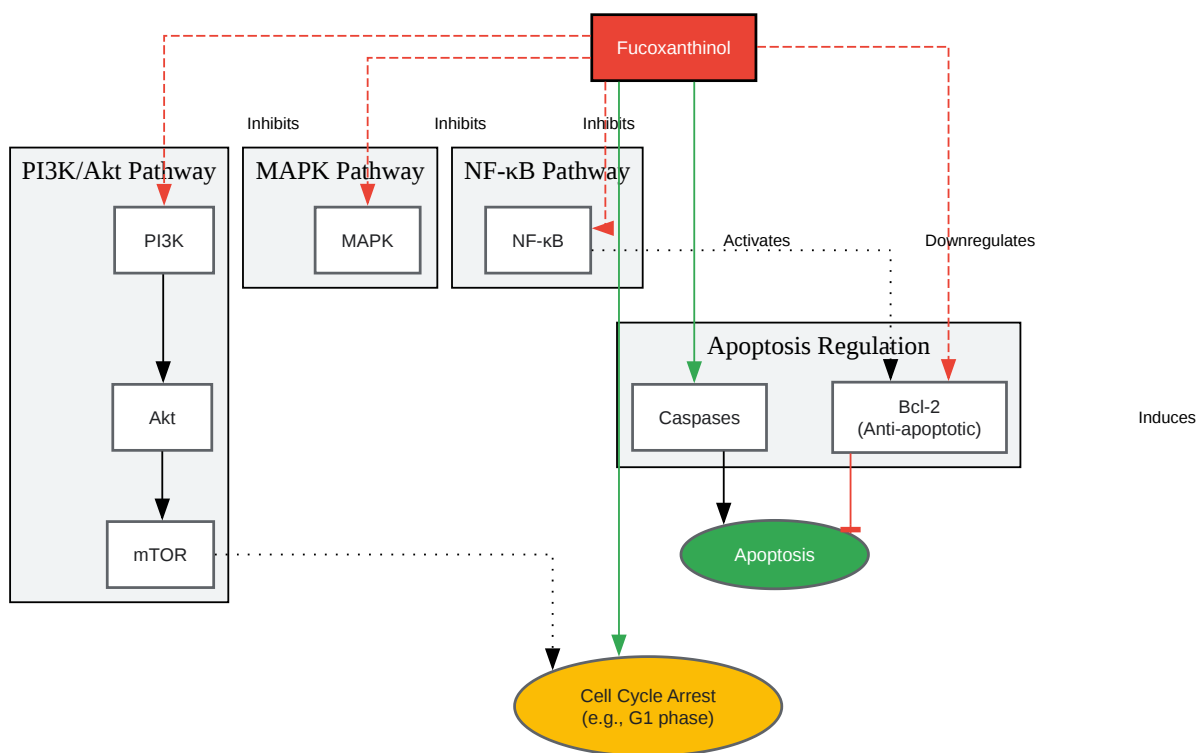 Fucoxanthinol
Inhibits
Inhibits
Inhibits
PI3K/Akt Pathway
MAPK Pathway
NF-κB Pathway
PI3K
MAPK
NF-κB
Activates
Downregulates
Apoptosis Regulation
Akt
Caspases
Bcl-2
(Anti-apoptotic)
Induces
mTOR
Apoptosis
Cell Cycle Arrest
(e.g., G1 phase)